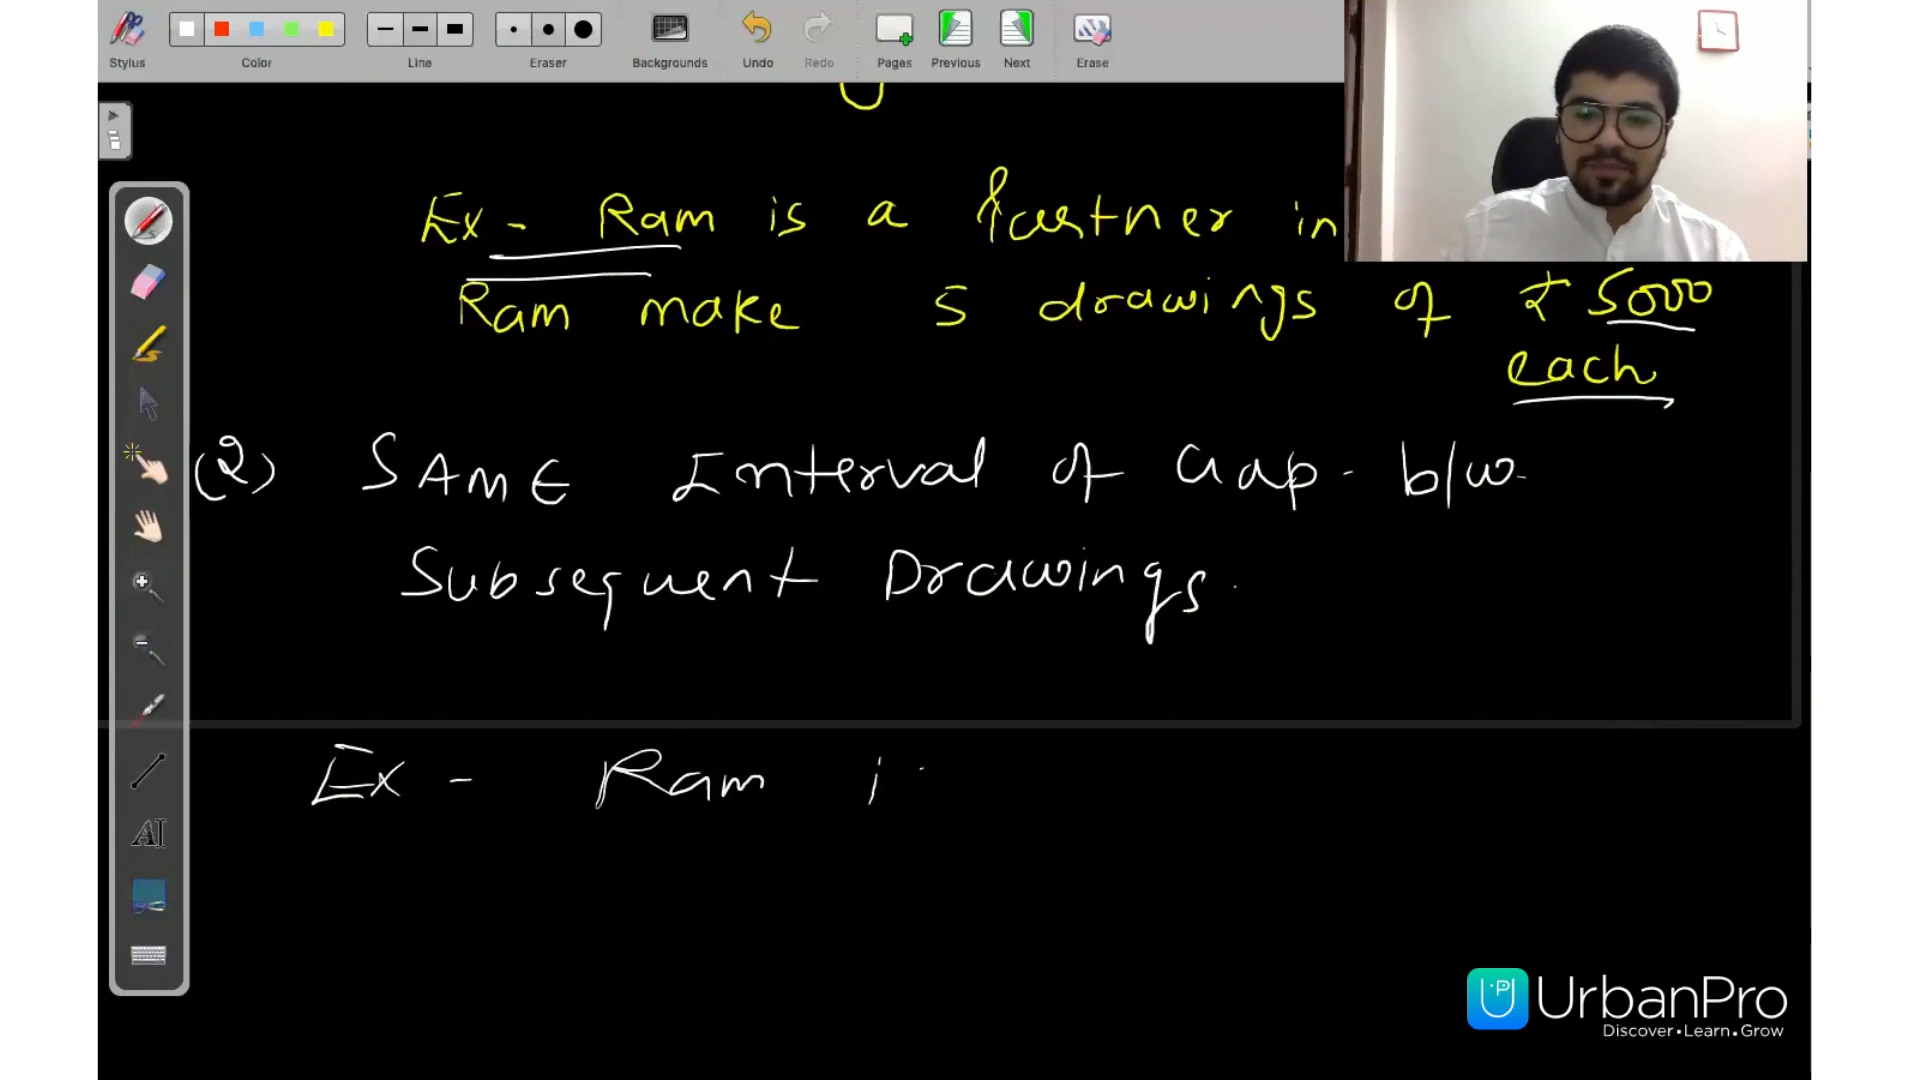 Stylus Color Line Eraser Backgrounds Undo Redo Pages Previous Next Erase
Ex - Ram is a Partner in
Ram make 5 drawings of ₹ 5000
each
(2) SAME Interval of Gap - b/w
Subsequent Drawings.
Ex - Ram i
UrbanPro
Discover•Learn•Grow